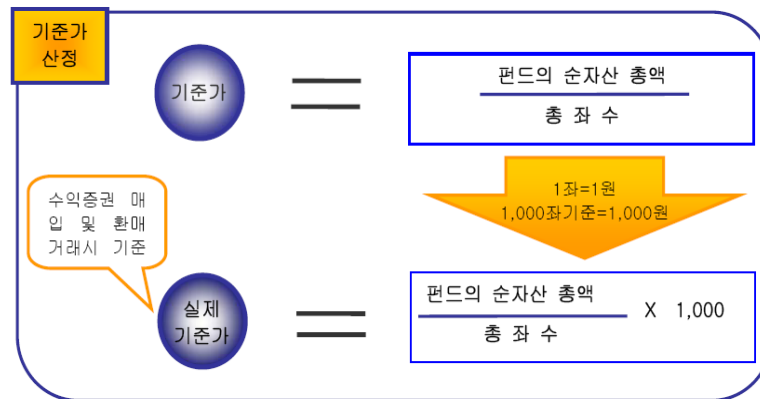 기준가
산정
기준가
펀드의 순자산 총액
총 좌 수
1좌=1원
1,000좌기준=1,000원
수익증권 매
입 및 환매
거래시 기준
실제
기준가
펀드의 순자산 총액
총 좌 수
X 1,000